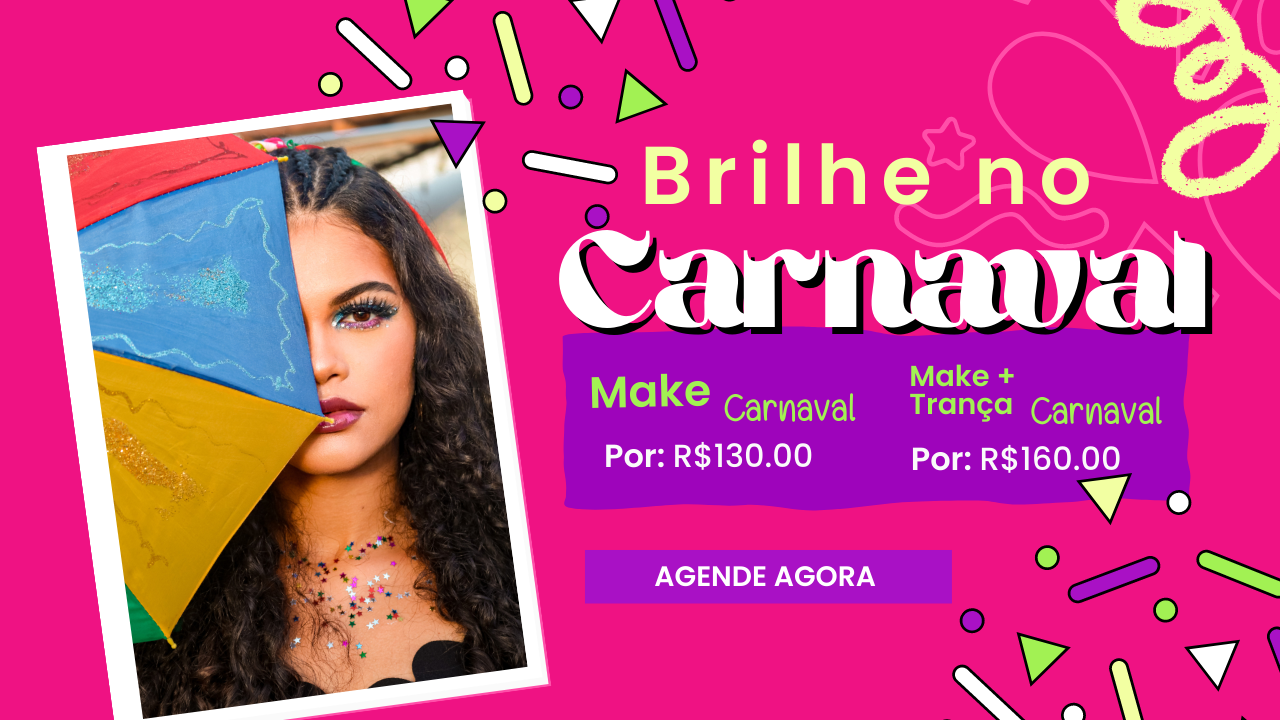 Brilhe no
Carnaval
Make Carnaval
Por: R$130.00
Make +
Trança Carnaval
Por: R$160.00
AGENDE AGORA